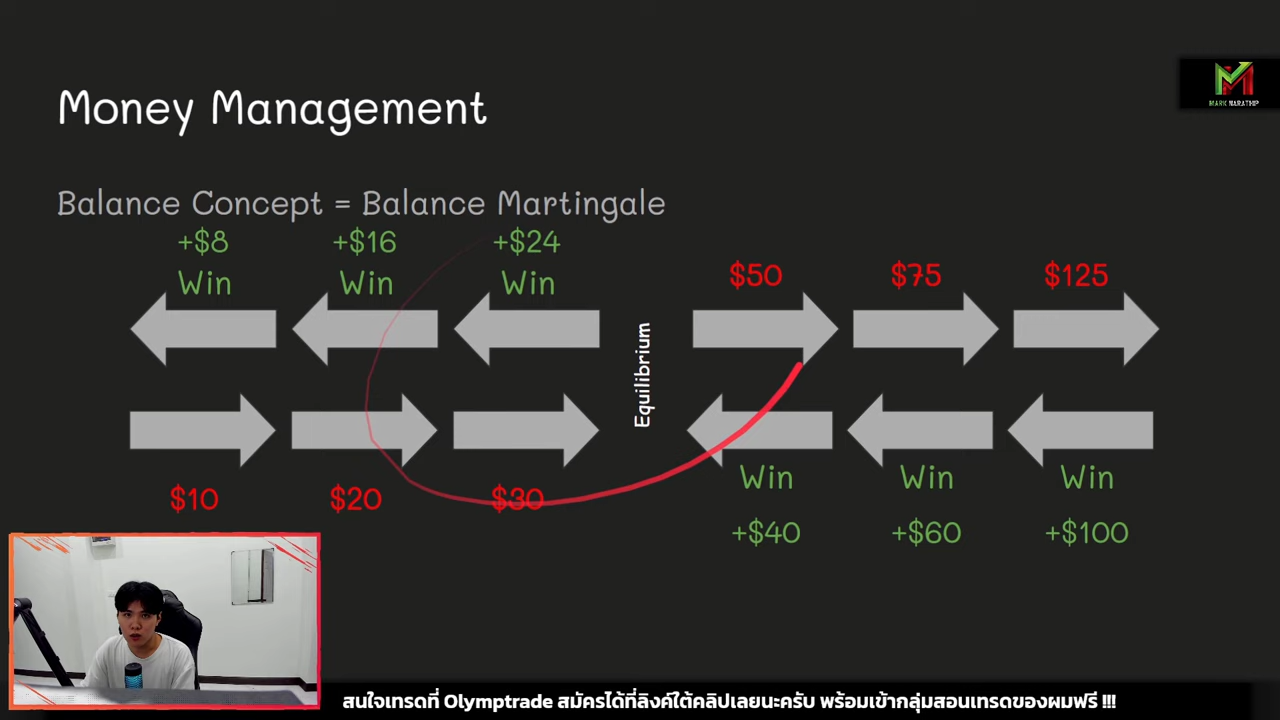 Money Management
MARK MARATHIP
Balance Concept = Balance Martingale
+$8 +$16 +$24
Win Win Win
$50 $75 $125
Equilibrium
$10 $20 $30
Win Win Win
+$40 +$60 +$100
สนใจเทรดที่ Olymptrade สมัครได้ที่ลิงค์ใต้คลิปเลยนะครับ พร้อมเข้ากลุ่มสอนเทรดของผมฟรี !!!